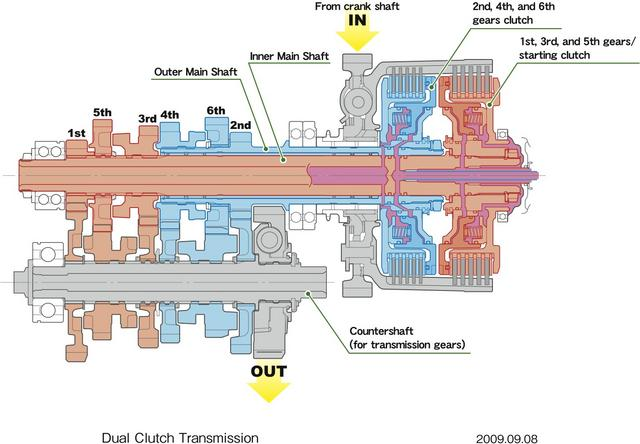 From crank shaft
IN
2nd, 4th, and 6th
gears clutch
1st, 3rd, and 5th gears/
starting clutch
Inner Main Shaft
Outer Main Shaft
1st
5th
3rd
4th
6th
2nd
Countershaft
(for transmission gears)
OUT
Dual Clutch Transmission
2009.09.08